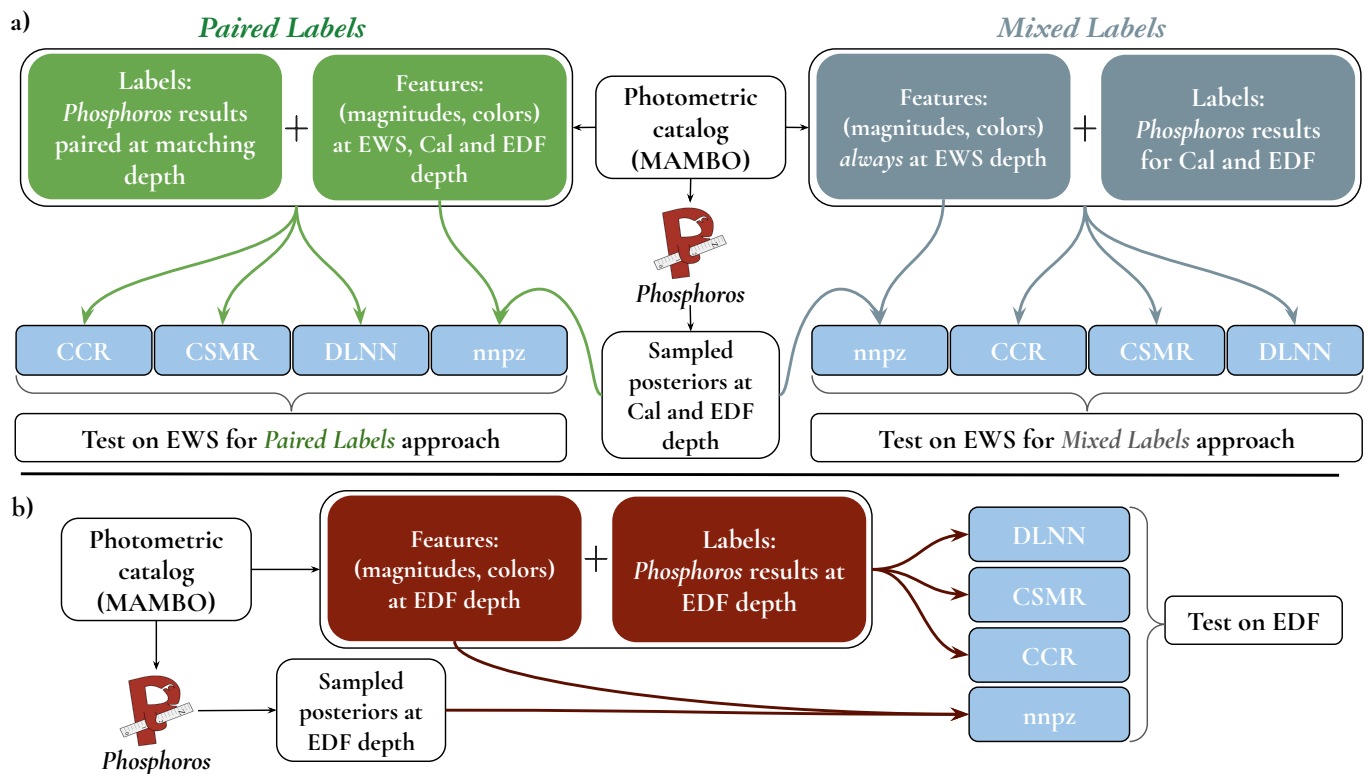 a)
Paired Labels
Labels:
Phosphoros results
paired at matching
depth
+
Features:
(magnitudes, colors)
at EWS, Cal and EDF
depth
Photometric
catalog
(MAMBO)
Phosphoros
Sampled
posteriors at
Cal and EDF
depth
Mixed Labels
Features:
(magnitudes, colors)
always at EWS depth
+
Labels:
Phosphoros results
for Cal and EDF
CCR
CSMR
DLNN
nnpz
Test on EWS for Paired Labels approach
nnpz
CCR
CSMR
DLNN
Test on EWS for Mixed Labels approach
b)
Photometric
catalog
(MAMBO)
Phosphoros
Features:
(magnitudes, colors)
at EDF depth
+
Labels:
Phosphoros results at
EDF depth
Sampled
posteriors at
EDF depth
DLNN
CSMR
CCR
nnpz
Test on EDF